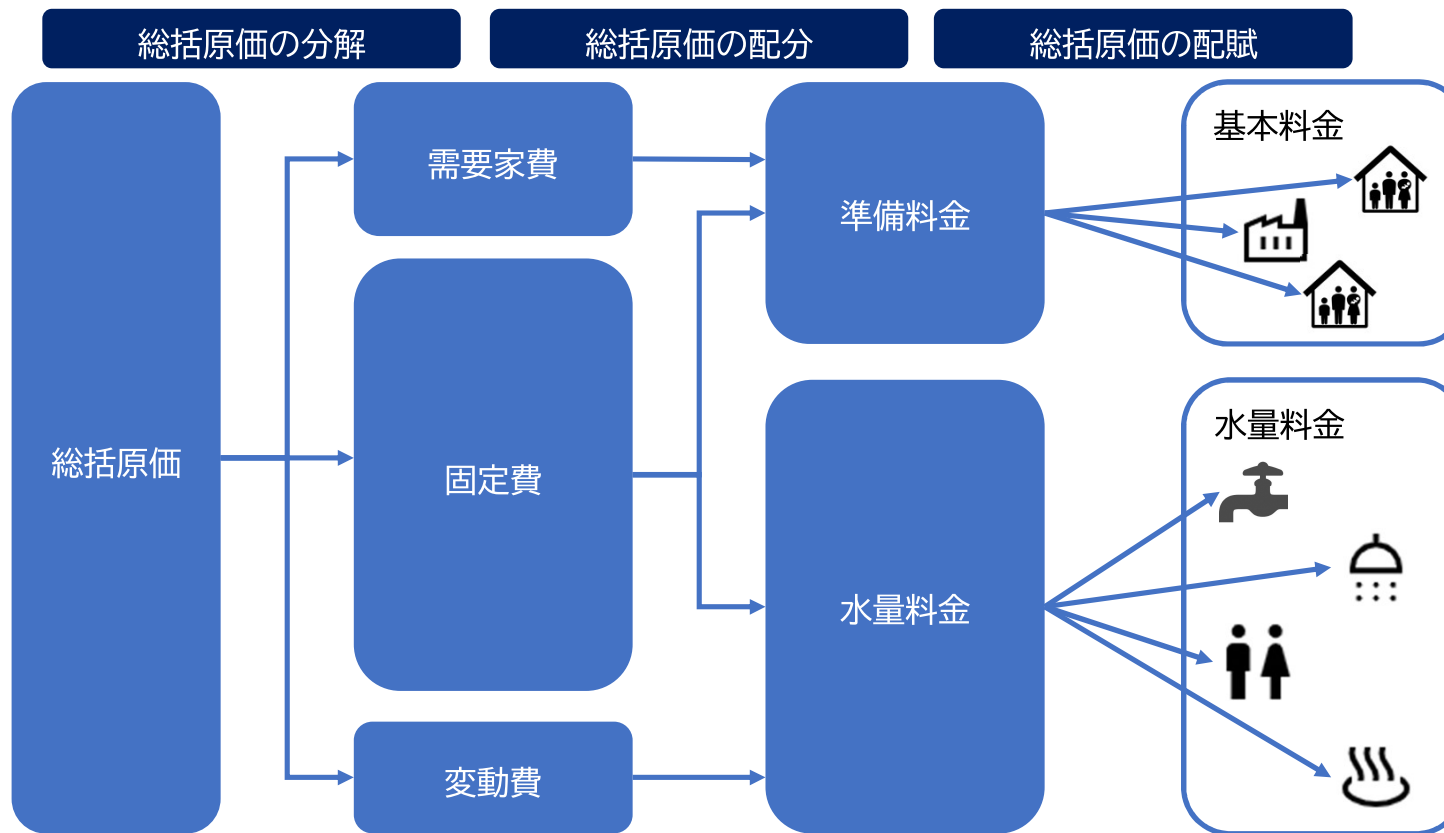 総括原価の分解
総括原価の配分
総括原価の配賦
総括原価
需要家費
固定費
変動費
準備料金
水量料金
基本料金
水量料金